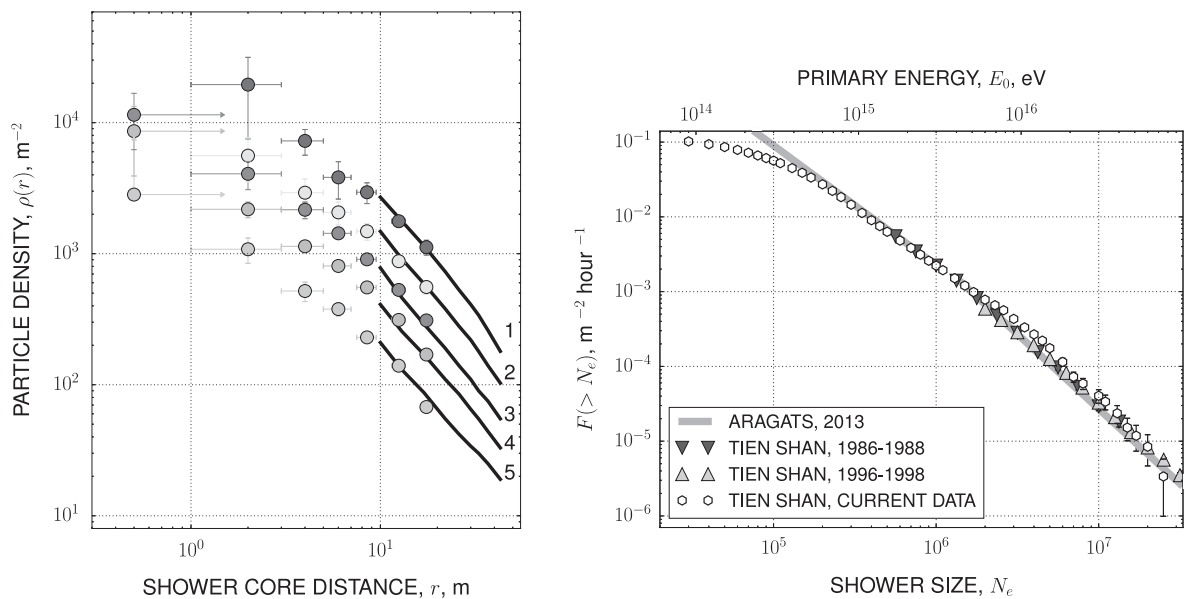 PARTICLE DENSITY, ρ(r), m⁻²
10⁴
10³
10²
10¹
10⁰
10¹
SHOWER CORE DISTANCE, r, m
1
2
3
4
5
PRIMARY ENERGY, E₀, eV
10¹⁴
10¹⁵
10¹⁶
F(> Nₑ), m⁻² hour⁻¹
10⁻¹
10⁻²
10⁻³
10⁻⁴
10⁻⁵
10⁻⁶
ARAGATS, 2013
TIEN SHAN, 1986-1988
TIEN SHAN, 1996-1998
TIEN SHAN, CURRENT DATA
10⁵
10⁶
10⁷
SHOWER SIZE, Nₑ